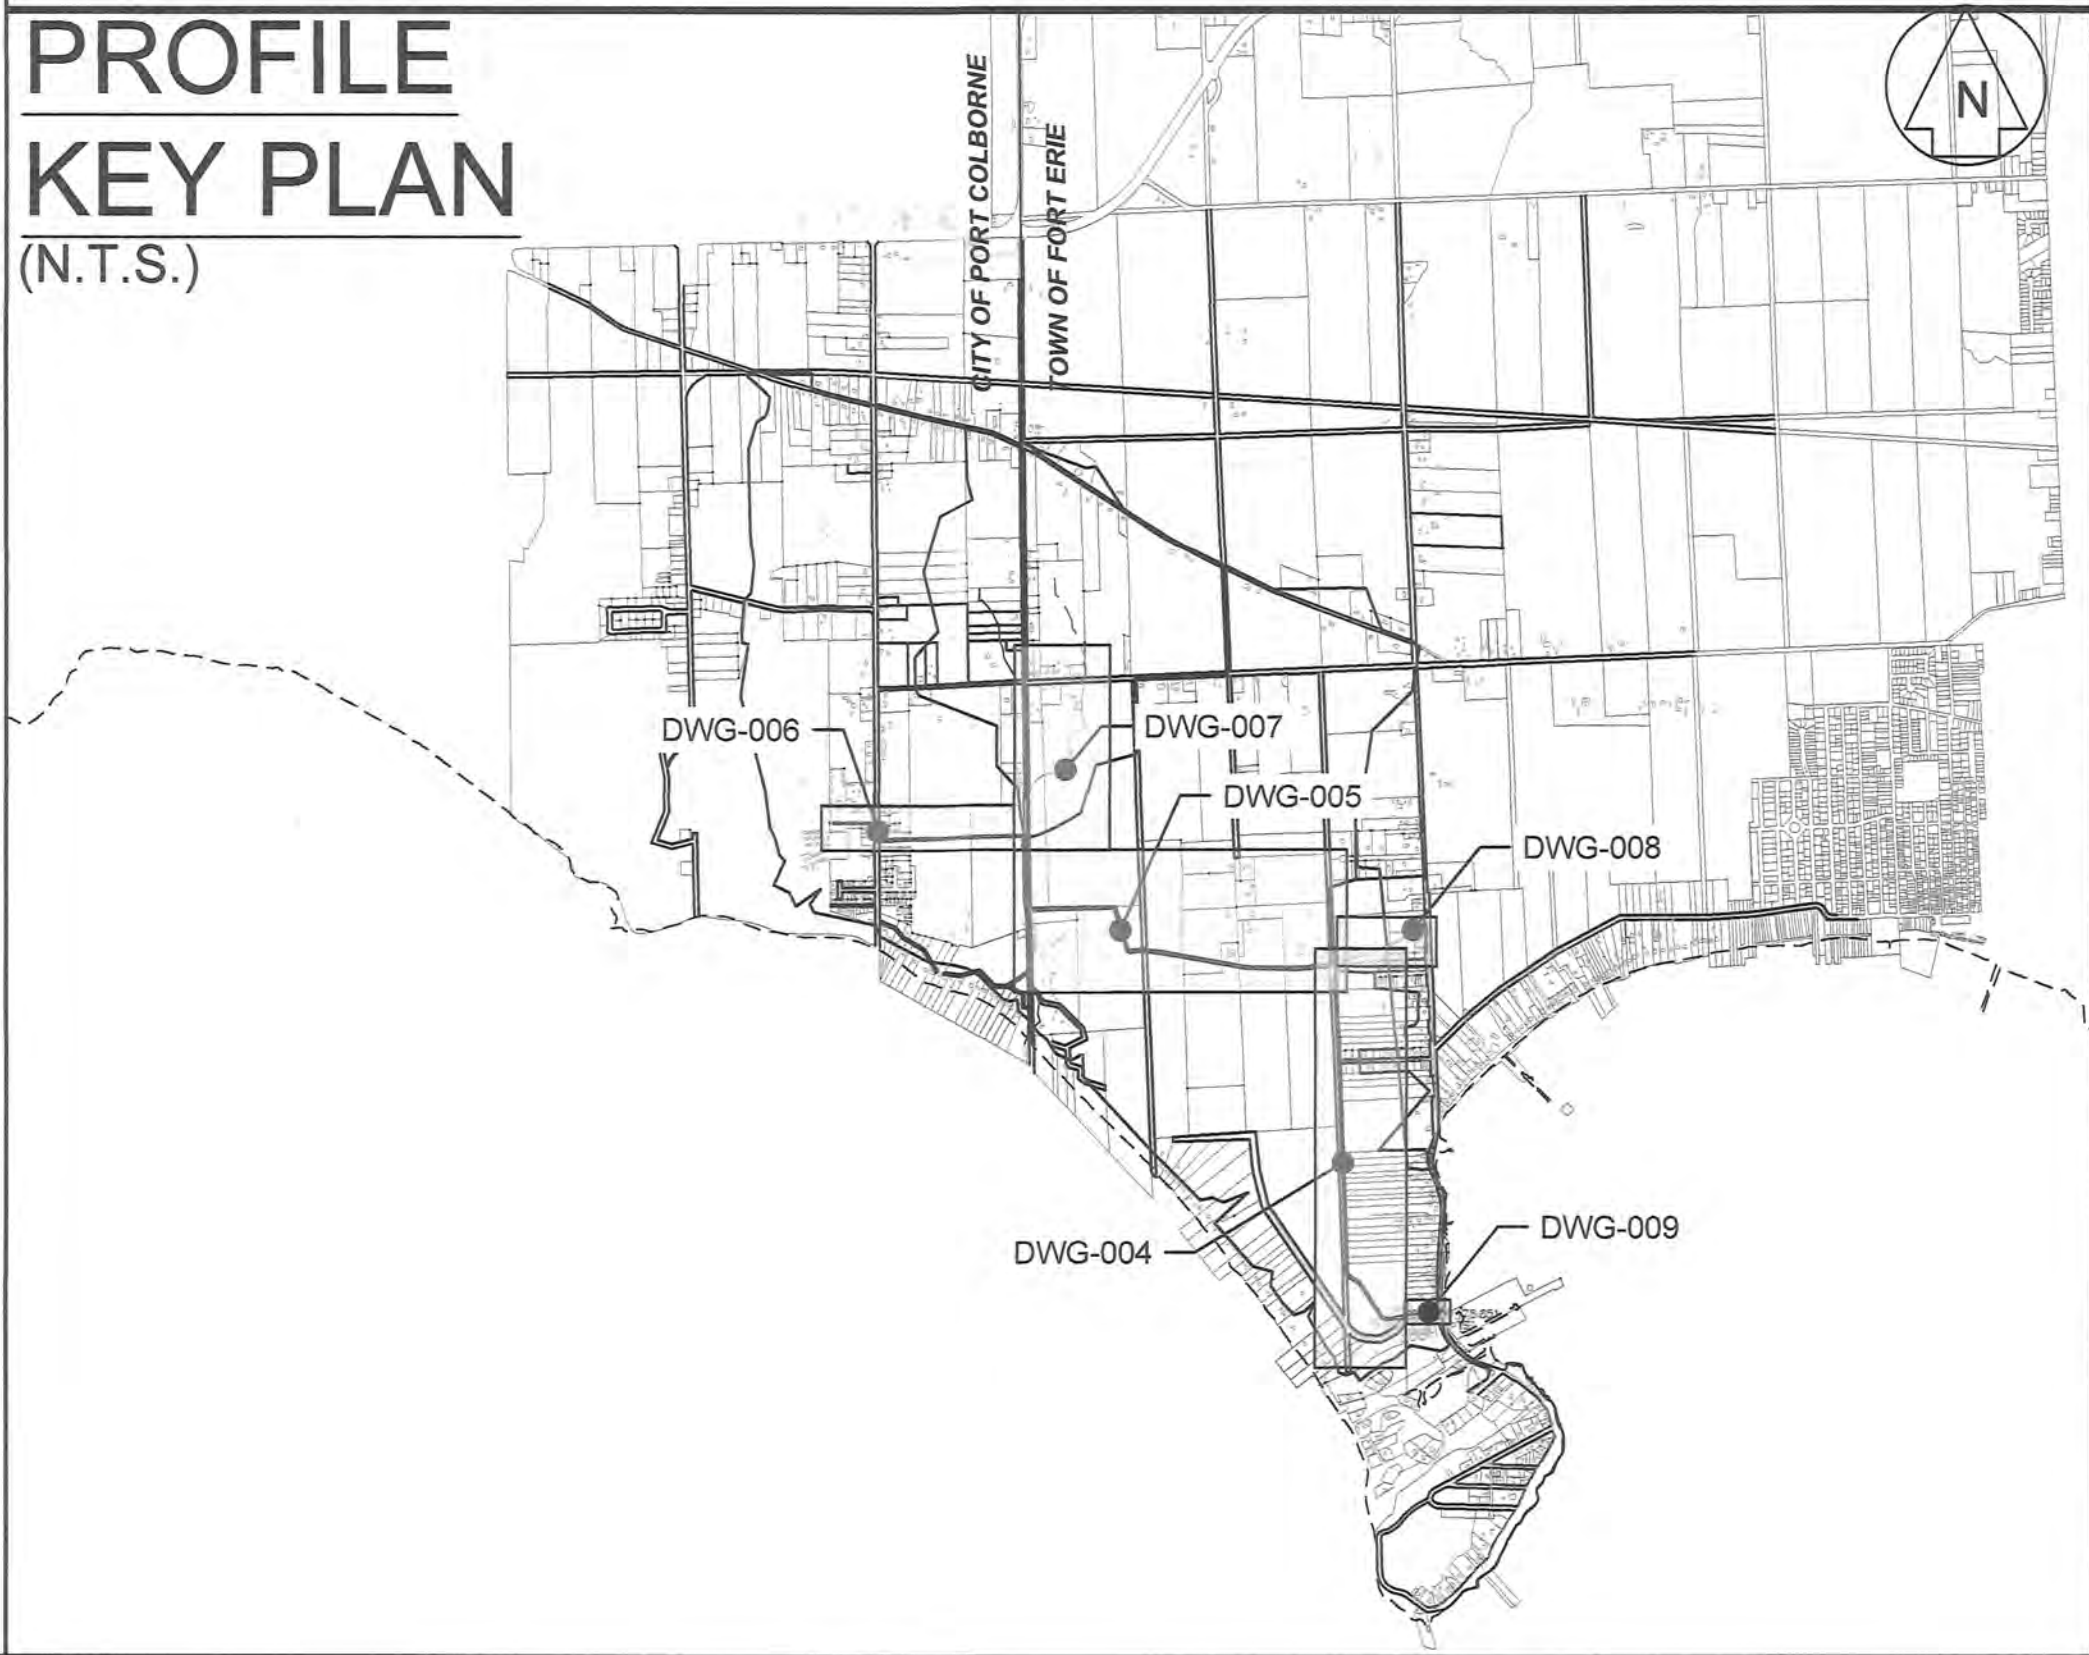 PROFILE
KEY PLAN
(N.T.S.)
CITY OF PORT COLBORNE
TOWN OF FORT ERIE
N
DWG-006
DWG-007
DWG-005
DWG-008
DWG-004
DWG-009